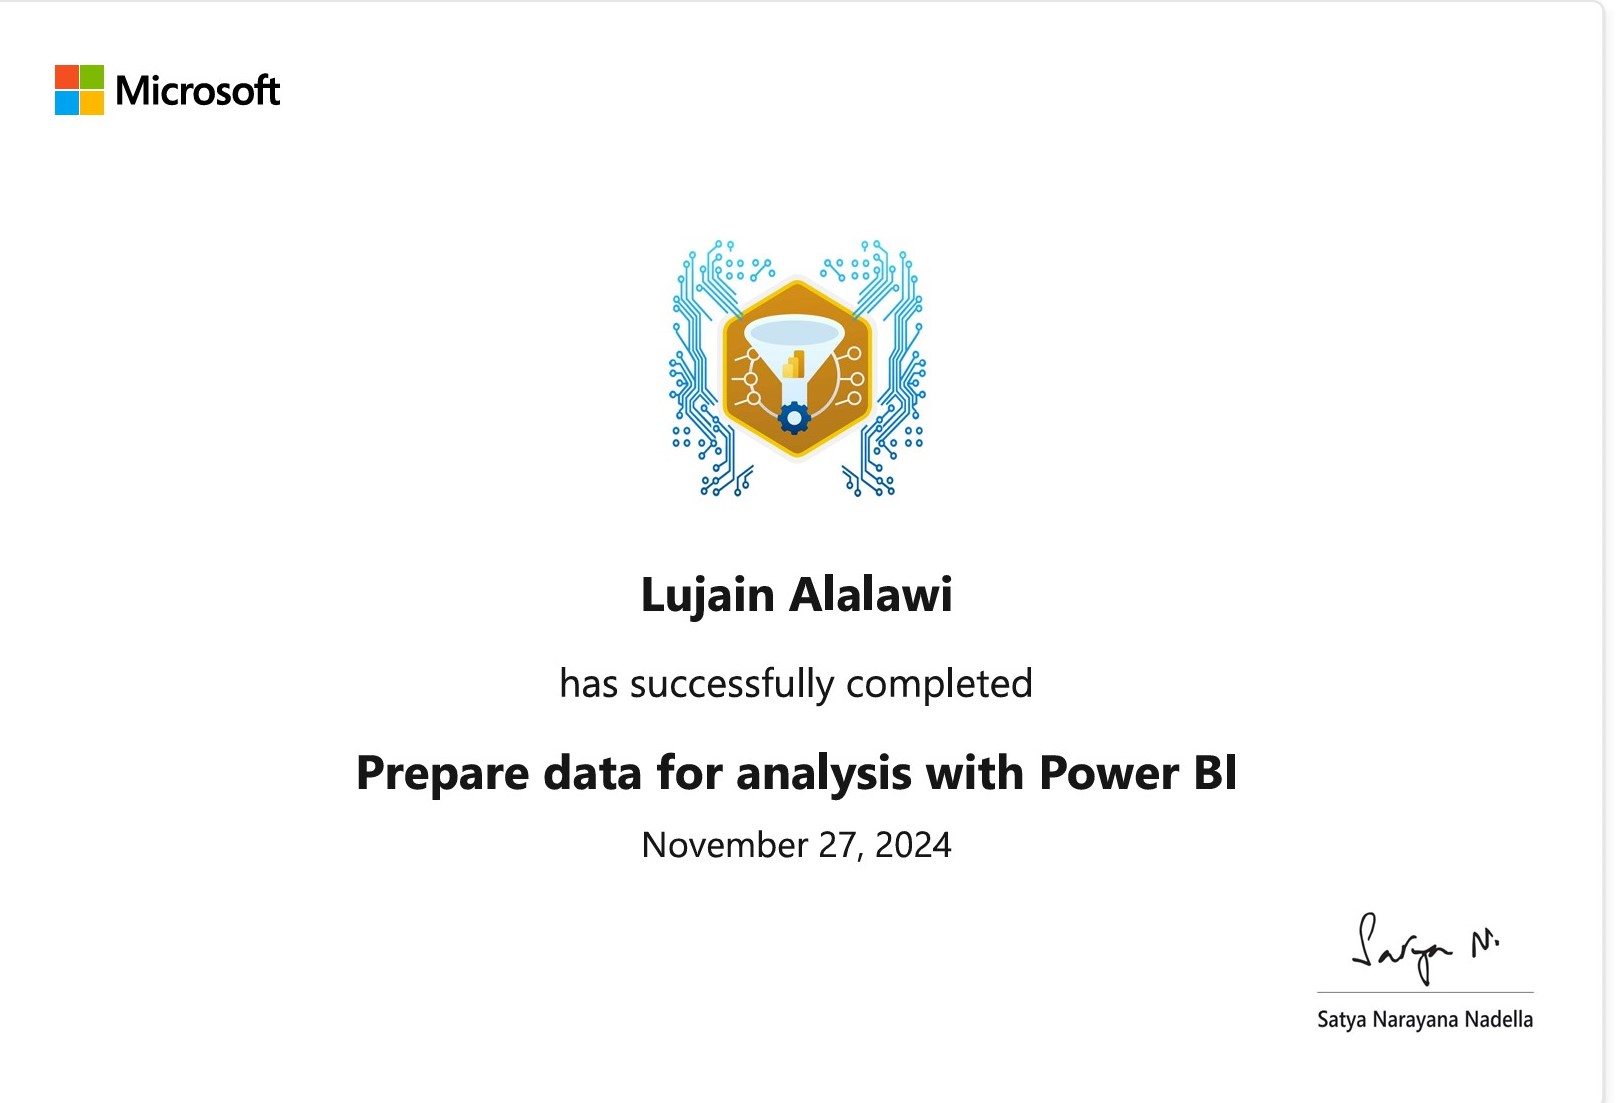 Microsoft
Lujain Alalawi
has successfully completed
Prepare data for analysis with Power BI
November 27, 2024
Satya N.
Satya Narayana Nadella